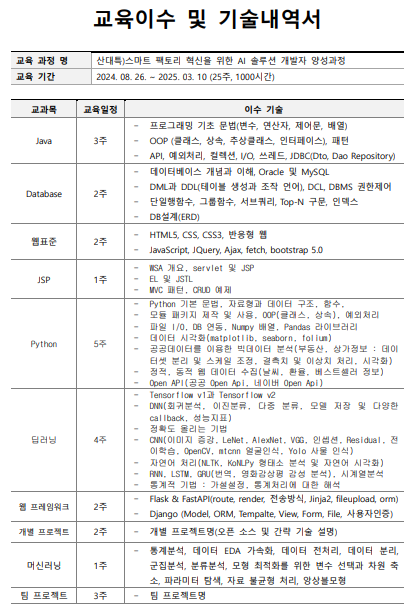 교육이수 및 기술내역서
교육 과정 명 산대특)스마트 팩토리 혁신을 위한 AI 솔루션 개발자 양성과정
교육 기간 2024. 08. 26. ~ 2025. 03. 10 (25주, 1000시간)
교과목 교육일정 이수 기술
Java 3주
- 프로그래밍 기초 문법(변수, 연산자, 제어문, 배열)
- OOP (클래스, 상속, 추상클래스, 인터페이스), 패턴
- API, 예외처리, 컬렉션, I/O, 쓰레드, JDBC(Dto, Dao Repository)
Database 2주
- 데이터베이스 개념과 이해, Oracle 및 MySQL
- DML과 DDL(테이블 생성과 조작 언어), DCL, DBMS 권한제어
- 단일행함수, 그룹함수, 서브쿼리, Top-N 구문, 인덱스
- DB설계(ERD)
웹표준 2주
- HTML5, CSS, CSS3, 반응형 웹
- JavaScript, JQuery, Ajax, fetch, bootstrap 5.0
JSP 1주
- WSA 개요, servlet 및 JSP
- EL 및 JSTL
- MVC 패턴, CRUD 예제
Python 5주
- Python 기본 문법, 자료형과 데이터 구조, 함수,
- 모듈 패키지 제작 및 사용, OOP(클래스, 상속), 예외처리
- 파일 I/O, DB 연동, Numpy 배열, Pandas 라이브러리
- 데이터 시각화(matplotlib, seaborn, folium)
- 공공데이터를 이용한 빅데이터 분석(부동산, 상가정보 : 데이
터셋 분리 및 스케일 조정, 결측치 및 이상치 처리, 시각화)
- 정적, 동적 웹 데이터 수집(날씨, 환율, 베스트셀러 정보)
- Open API(공공 Open Api, 네이버 Open Api)
딥러닝 4주
- Tensorflow v1과 Tensorflow v2
- DNN(회귀분석, 이진분류, 다중 분류, 모델 저장 및 다양한
callback, 성능지표)
- 정확도 올리는 기법
- CNN(이미지 증강, LeNet, AlexNet, VGG, 인셉션, Residual, 전
이학습, OpenCV, mtcnn 얼굴인식, Yolo 사물 인식)
- 자연어 처리(NLTK, KoNLPy 형태소 분석 및 자연어 시각화)
- RNN, LSTM, GRU(번역, 영화감상평 감성 분석), 시계열분석
- 통계적 기법 : 가설설정, 통계처리에 대한 해석
웹 프레임워크 2주
- Flask & FastAPI(route, render, 전송방식, Jinja2, fileupload, orm)
- Django (Model, ORM, Tempalte, View, Form, File, 사용자인증)
개별 프로젝트 2주 - 개별 프로젝트명(오픈 소스 및 간략 기술 설명)
머신러닝 1주
- 통계분석, 데이터 EDA 가속화, 데이터 전처리, 데이터 분리,
군집분석, 분류분석, 모형 최적화를 위한 변수 선택과 차원 축
소, 파라미터 탐색, 자료 불균형 처리, 앙상블모형
팀 프로젝트 3주 - 팀 프로젝트명